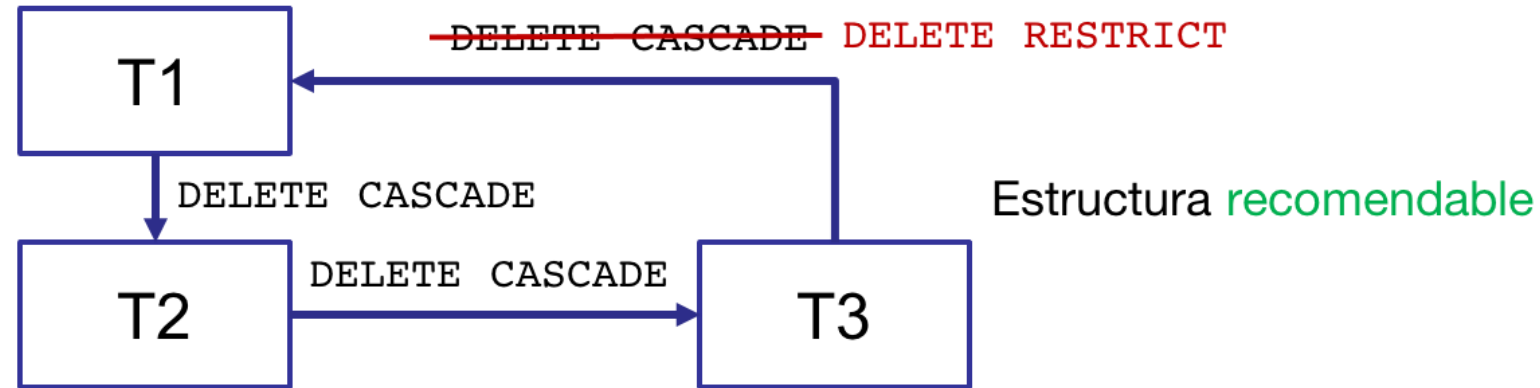 DELETE CASCADE DELETE RESTRICT
T1
DELETE CASCADE
Estructura recomendable
DELETE CASCADE
T2
T3